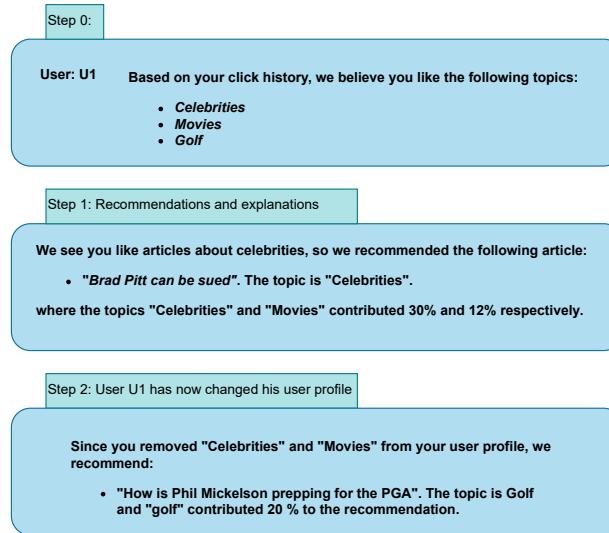 Step 0:
User: U1
Based on your click history, we believe you like the following topics:
• Celebrities
• Movies
• Golf
Step 1: Recommendations and explanations
We see you like articles about celebrities, so we recommended the following article:
• "Brad Pitt can be sued". The topic is "Celebrities".
where the topics "Celebrities" and "Movies" contributed 30% and 12% respectively.
Step 2: User U1 has now changed his user profile
Since you removed "Celebrities" and "Movies" from your user profile, we
recommend:
• "How is Phil Mickelson prepping for the PGA". The topic is Golf
and "golf" contributed 20 % to the recommendation.